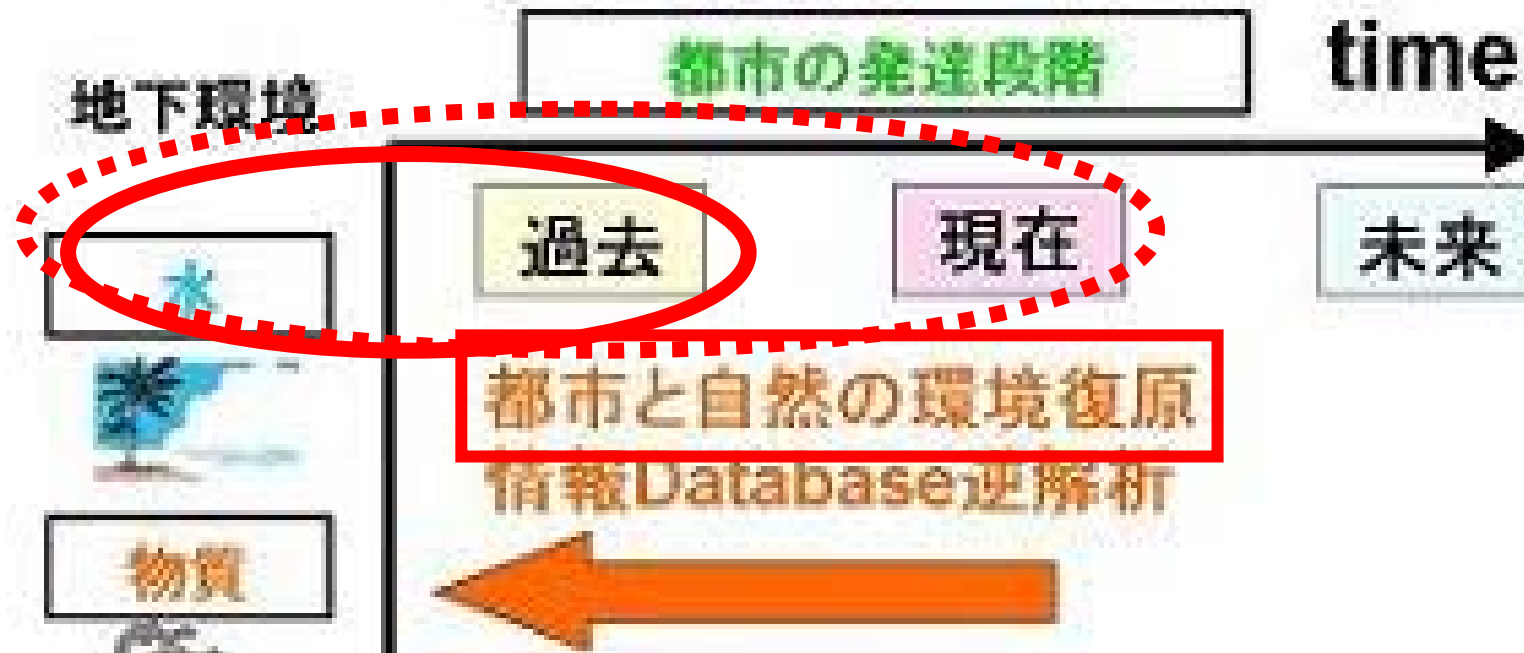 都市の発達段階
time
地下環境
過去
現在
未来
水
都市と自然の環境復原
情報Database逆解析
物質